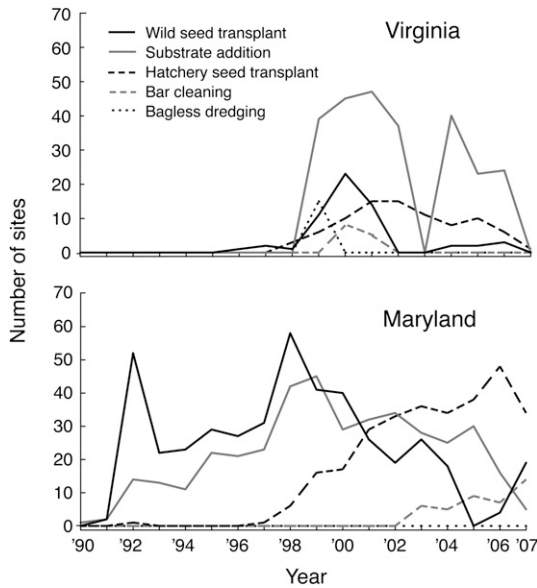 Virginia
Wild seed transplant
Substrate addition
Hatchery seed transplant
Bar cleaning
Bagless dredging
70
60
50
40
30
20
10
0
Number of sites
Maryland
70
60
50
40
30
20
10
0
'90 '92 '94 '96 '98 '00 '02 '04 '06 '07
Year